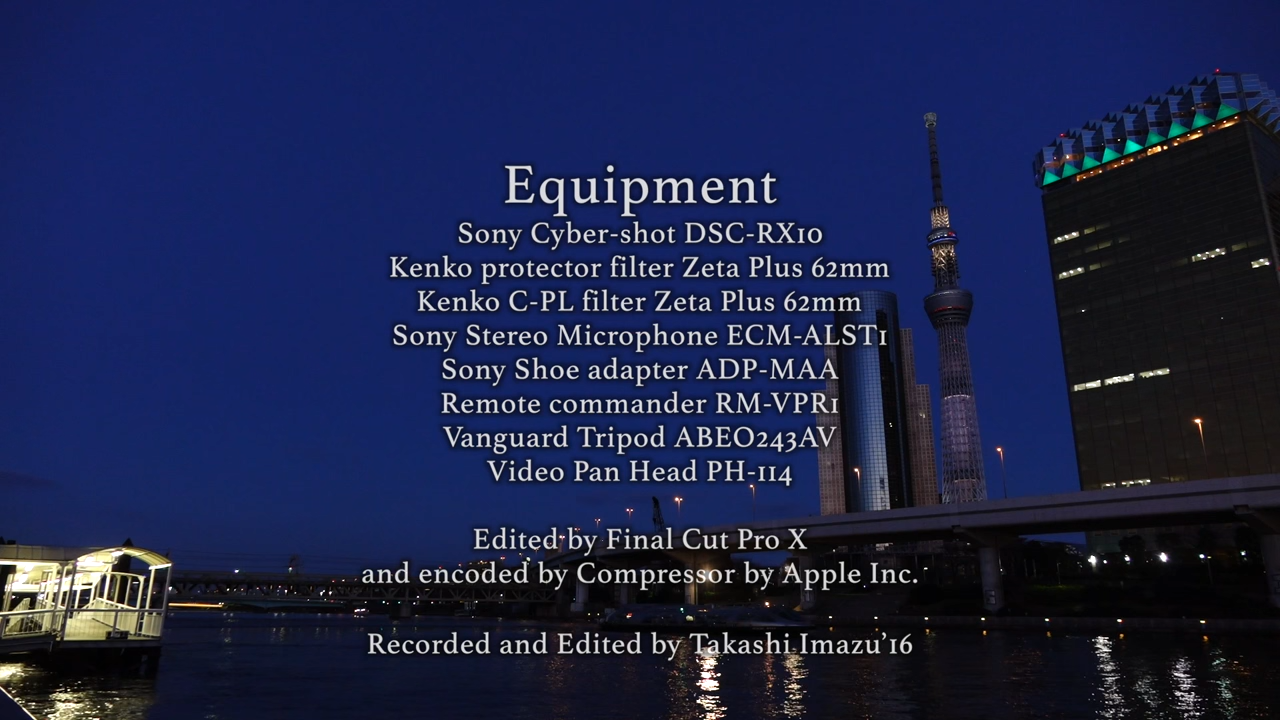 Equipment
Sony Cyber-shot DSC-RX10
Kenko protector filter Zeta Plus 62mm
Kenko C-PL filter Zeta Plus 62mm
Sony Stereo Microphone ECM-ALST1
Sony Shoe adapter ADP-MAA
Remote commander RM-VPR1
Vanguard Tripod ABEO243AV
Video Pan Head PH-114
Edited by Final Cut Pro X
and encoded by Compressor by Apple Inc.
Recorded and Edited by Takashi Imazu'16